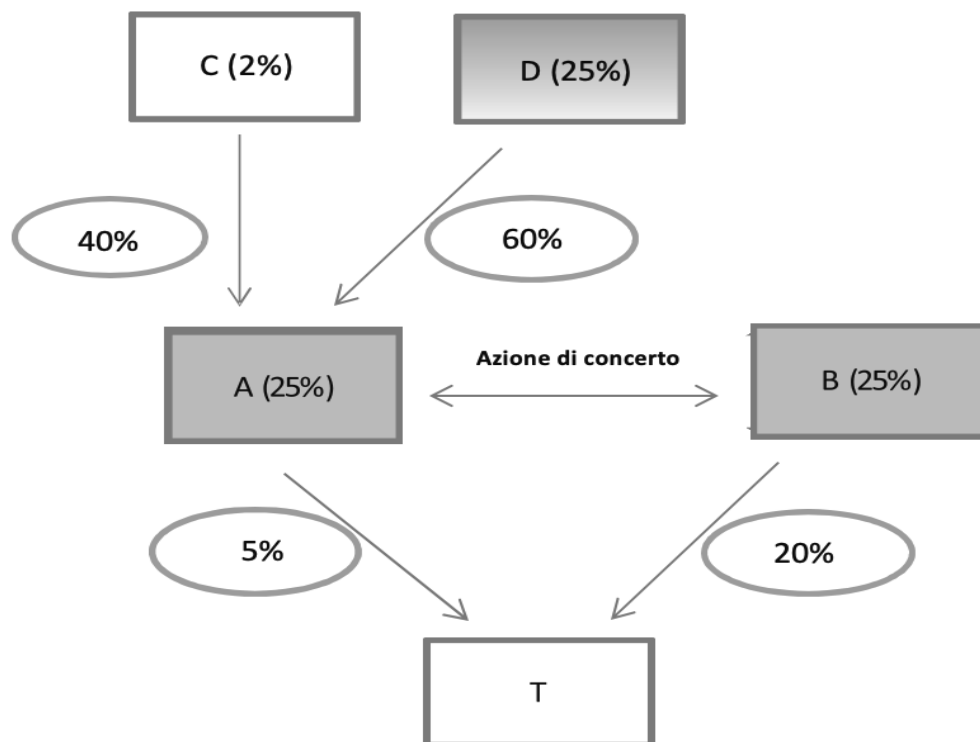 C (2%)
D (25%)
40%
60%
Azione di concerto
A (25%)
B (25%)
5%
20%
T